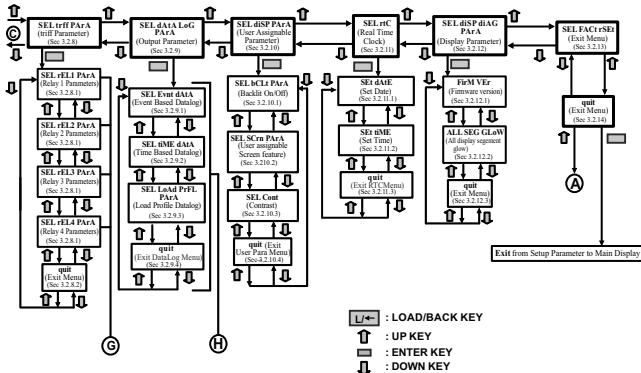 C
SEL trff PArA
(triff Parameter)
(Sec 3.2.8)
SEL dAtA LoG
PArA
(Output Parameter)
(Sec 3.2.9)
SEL diSP PArA
(User Assignable
Parameter)
(Sec 3.2.10)
SEL rtC
(Real Time
Clock)
(Sec 3.2.11)
SEL diSP diAG
PArA
(Display Parameter)
(Sec 3.2.12)
SEL FACt rSEt
(Exit Menu)
(Sec 3.2.13)
SEL rEL1 PArA
(Relay 1 Parameters)
(Sec 3.2.8.1)
SEL rEL2 PArA
(Relay 2 Parameters)
(Sec 3.2.8.1)
SEL rEL3 PArA
(Relay 3 Parameters)
(Sec 3.2.8.1)
SEL rEL4 PArA
(Relay 4 Parameters)
(Sec 3.2.8.1)
quit
(Exit Menu)
(Sec 3.2.8.2)
G
SEL Evnt dAtA
(Event Based Datalog)
(Sec 3.2.9.1)
SEL tiME dAtA
(Time Based Datalog)
(Sec 3.2.9.2)
SEL LoAd PrFL
PArA
(Load Profile Datalog)
(Sec 3.2.9.3)
quit
(Exit DataLog Menu)
(Sec 3.2.9.4)
H
SEL bCLt PArA
(Backlit On/Off)
(Sec 3.2.10.1)
SEL SCrn PArA
(User assignable
Screen feature)
(Sec 3.210.2)
SEL Cont
(Contrast)
(Sec 3.2.10.3)
quit (Exit
User Para Menu)
(Sec-3.2.10.4)
SEt datE
(Set Date)
(Sec 3.2.11.1)
SEt tiME
(Set Time)
(Sec 3.2.11.2)
quit
(Exit RTCMenu)
(Sec 3.2.11.3)
FirM VEr
(Firmware version)
(Sec 3.2.12.1)
ALL SEG GLoW
(All display segement
glow)
(Sec 3.2.12.2)
quit
(Exit Menu)
(Sec 3.2.12.3)
quit
(Exit Menu)
(Sec 3.2.14)
A
Exit from Setup Parameter to Main Display
L/← : LOAD/BACK KEY
: UP KEY
: ENTER KEY
: DOWN KEY